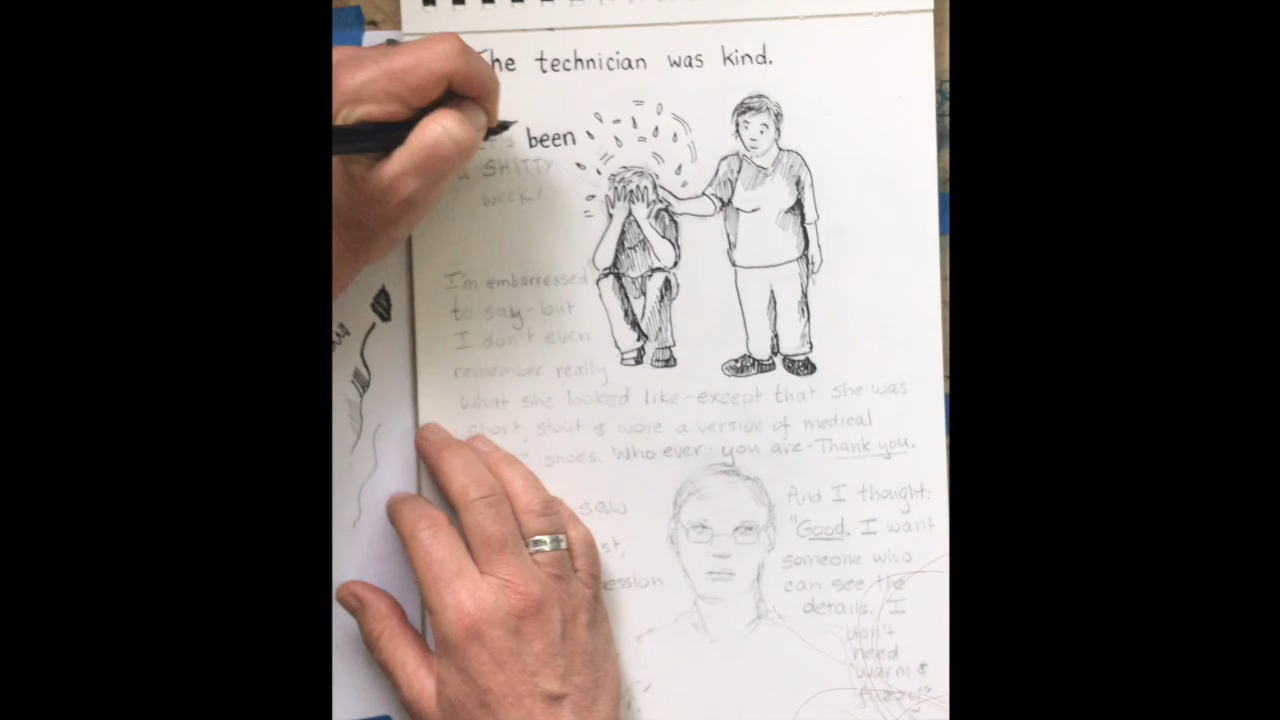 The technician was kind.
It's been
a SHITTY
week!
I'm embarressed
to say - but
I don't even
remember really
what she looked like - except that she was
short, stout & wore a version of medical
shoes. Who ever you are - Thank you.
saw
And I thought:
"Good. I want
someone who
can see the
details. I
don't
need
"warm &
fuzzy"